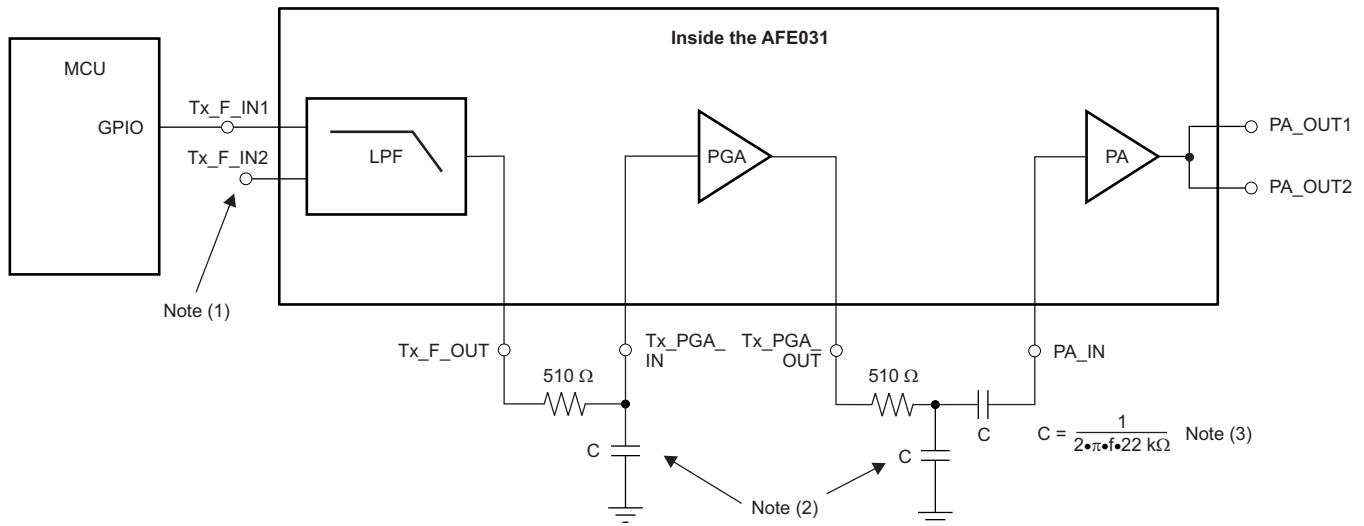 Inside the AFE031
MCU
GPIO
Tx_F_IN1
Tx_F_IN2
LPF
PGA
PA
PA_OUT1
PA_OUT2
Note (1)
Tx_F_OUT
Tx_PGA_
IN
Tx_PGA_
OUT
PA_IN
510 Ω
510 Ω
C
C
C
C = 1
2•π•f•22 kΩ
Note (3)
Note (2)